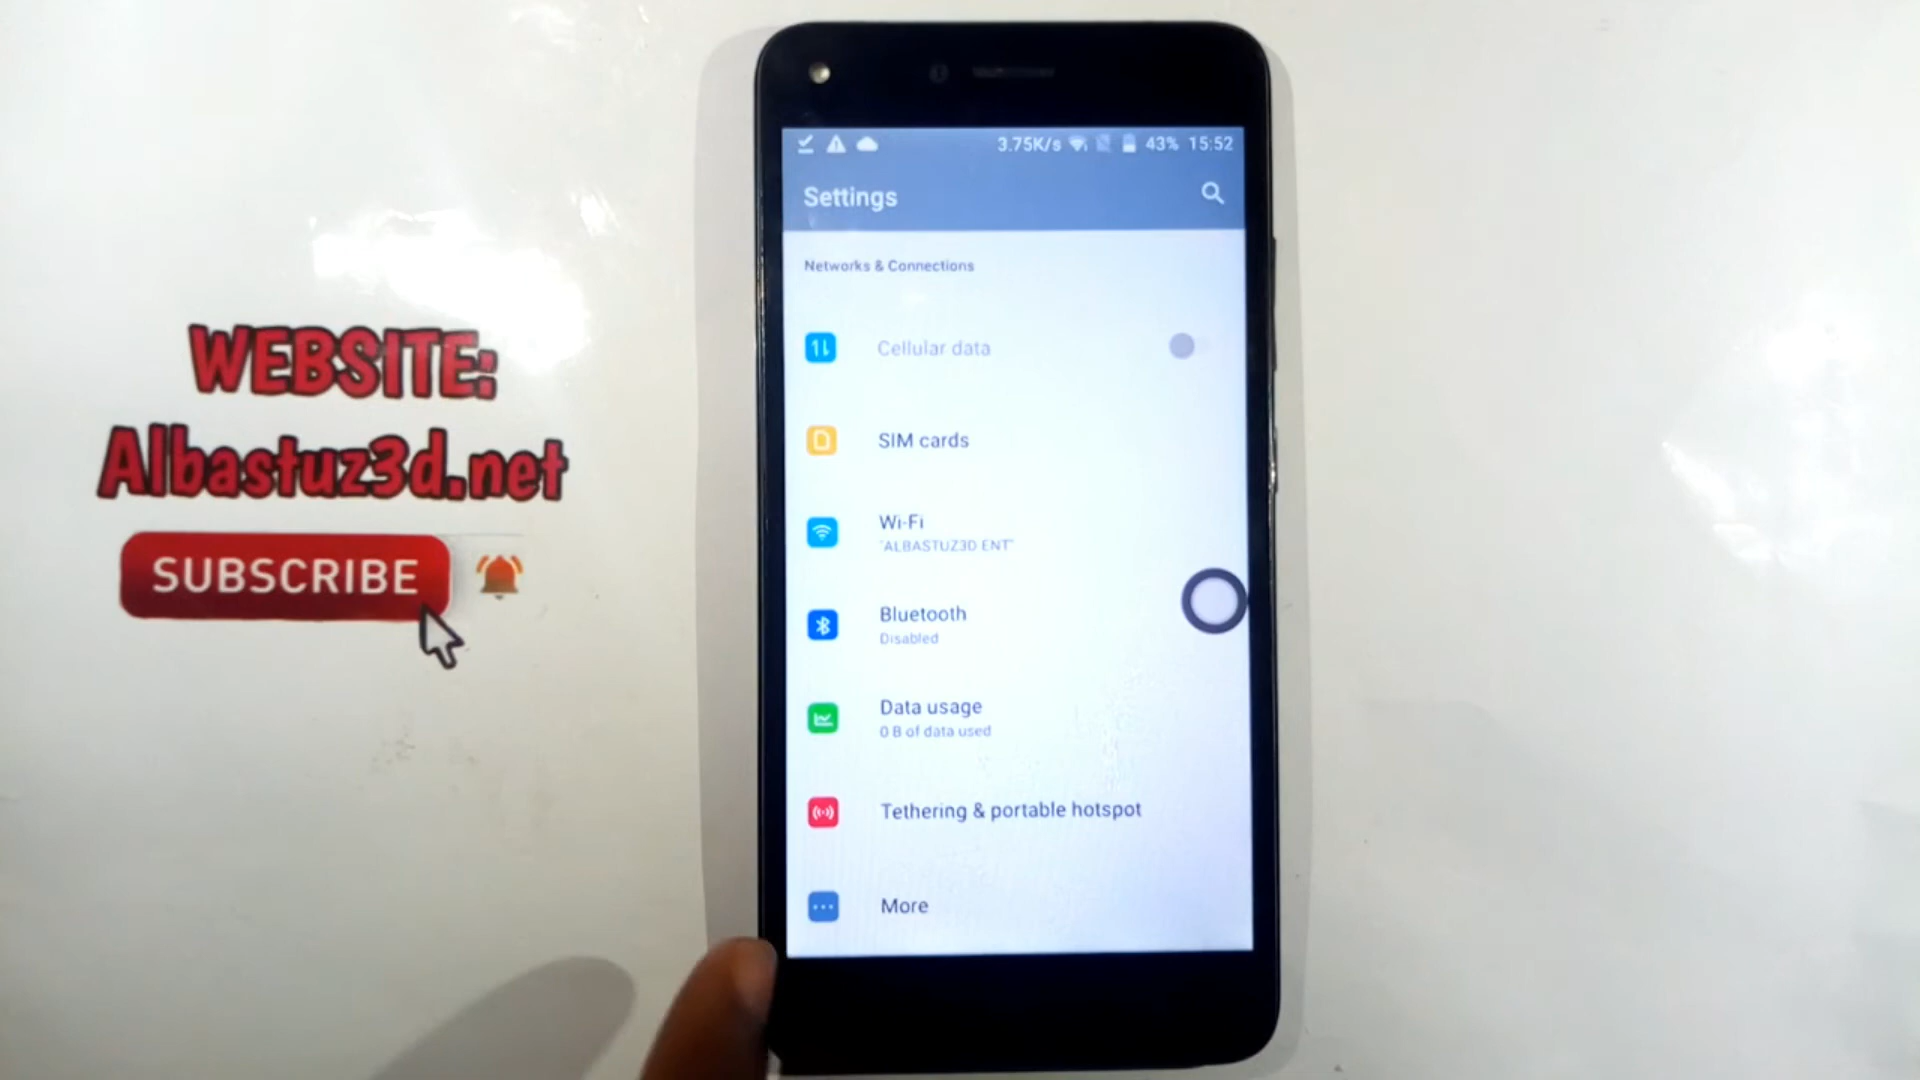 WEBSITE:
Albastuz3d.net
SUBSCRIBE
3.75K/s 43% 15:52
Settings
Networks & Connections
Cellular data
SIM cards
Wi-Fi
"ALBASTUZ3D ENT"
Bluetooth
Disabled
Data usage
0 B of data used
Tethering & portable hotspot
More